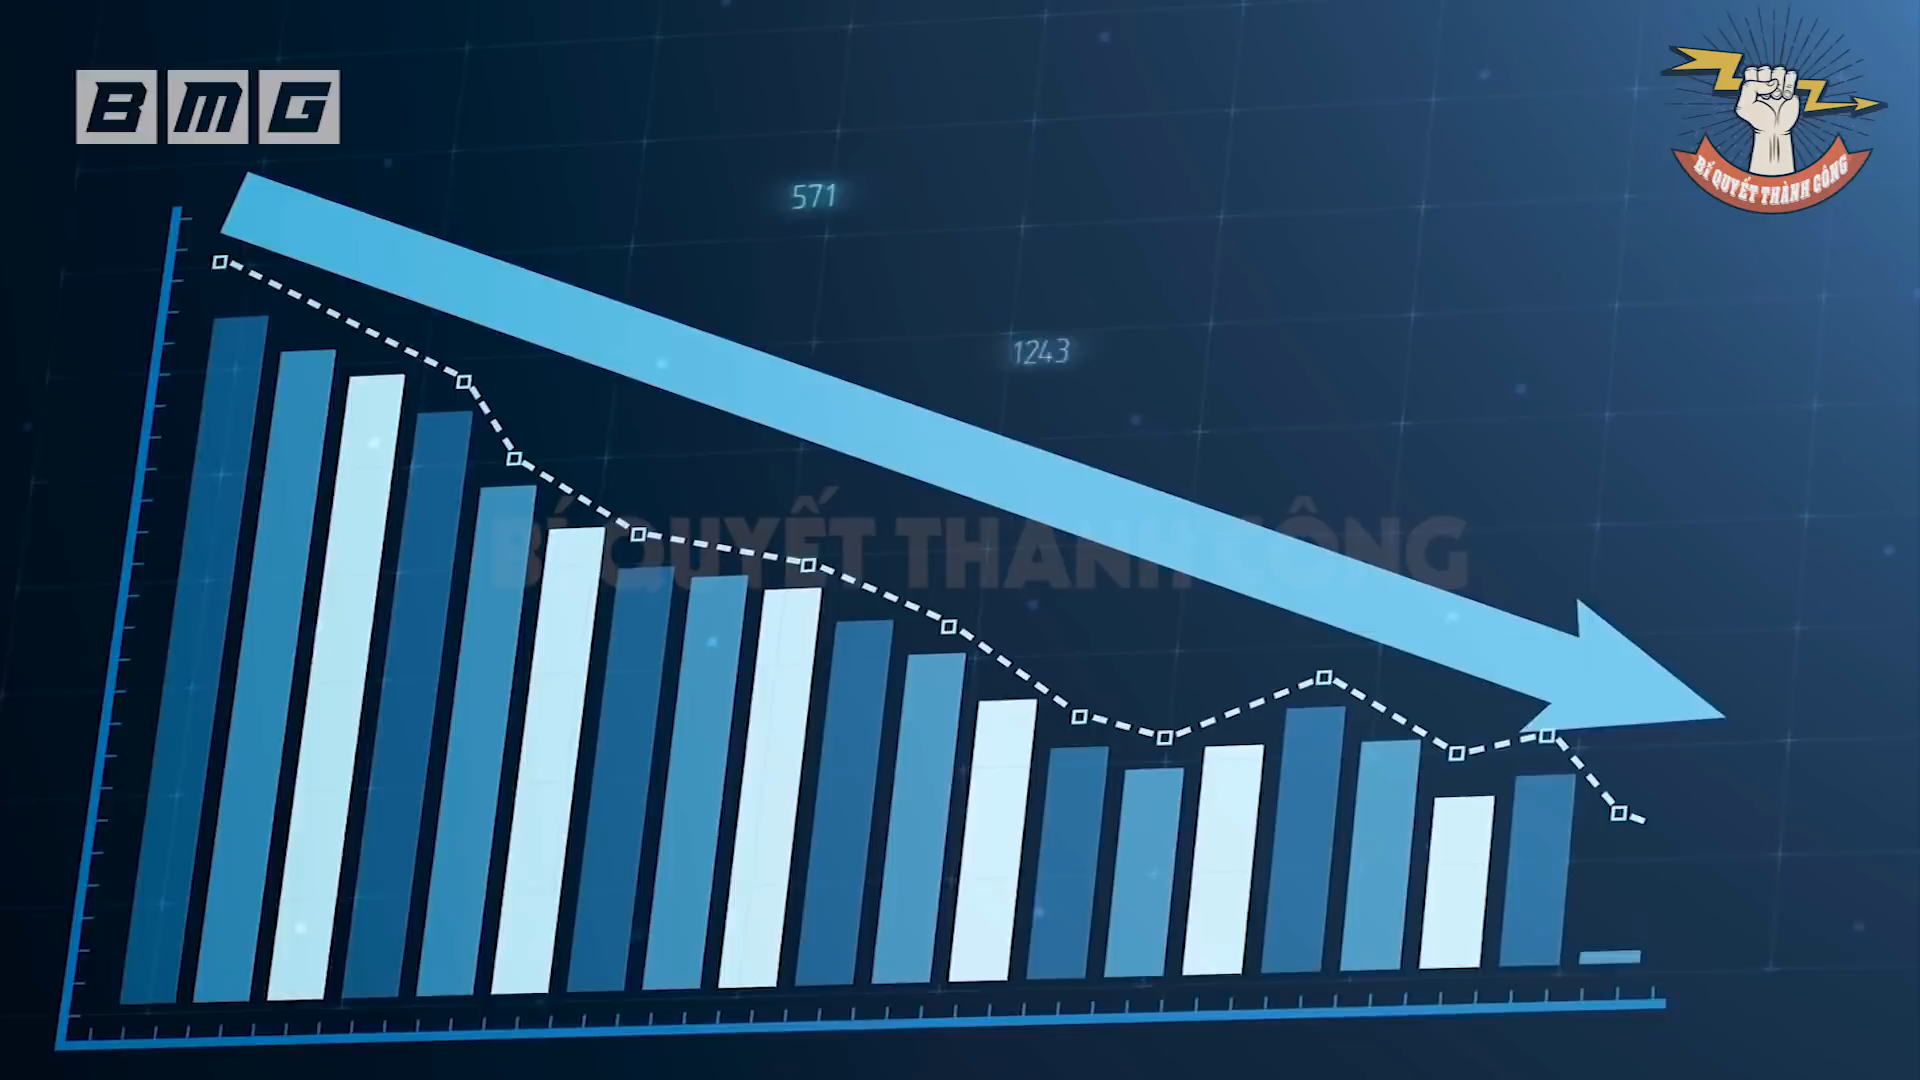 BMG
BÍ QUYẾT THÀNH CÔNG
571
1243
BÍ QUYẾT THÀNH CÔNG